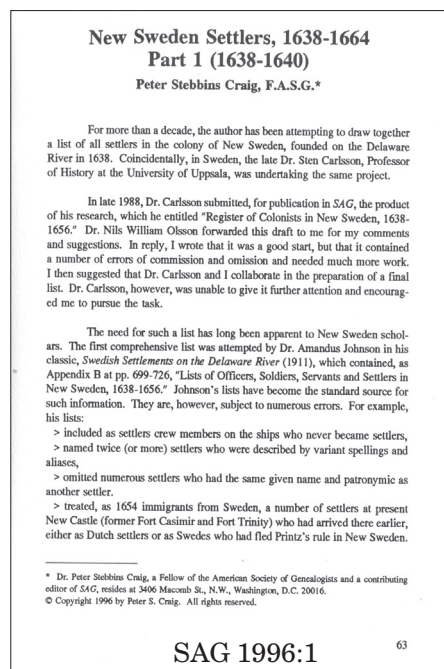 New Sweden Settlers, 1638-1664
Part 1 (1638-1640)
Peter Stebbins Craig, F.A.S.G.*
For more than a decade, the author has been attempting to draw together
a list of all settlers in the colony of New Sweden, founded on the Delaware
River in 1638. Coincidentally, in Sweden, the late Dr. Sten Carlsson, Professor
of History at the University of Uppsala, was undertaking the same project.
In late 1988, Dr. Carlsson submitted, for publication in SAG, the product
of his research, which he entitled "Register of Colonists in New Sweden, 1638-
1656." Dr. Nils William Olsson forwarded this draft to me for my comments
and suggestions. In reply, I wrote that it was a good start, but that it contained
a number of errors of commission and omission and needed much more work.
I then suggested that Dr. Carlsson and I collaborate in the preparation of a final
list. Dr. Carlsson, however, was unable to give it further attention and encourag-
ed me to pursue the task.
The need for such a list has long been apparent to New Sweden schol-
ars. The first comprehensive list was attempted by Dr. Amandus Johnson in his
classic, Swedish Settlements on the Delaware River (1911), which contained, as
Appendix B at pp. 699-726, "Lists of Officers, Soldiers, Servants and Settlers in
New Sweden, 1638-1656." Johnson's lists have become the standard source for
such information. They are, however, subject to numerous errors. For example,
his lists:
> included as settlers crew members on the ships who never became settlers,
> named twice (or more) settlers who were described by variant spellings and
aliases,
> omitted numerous settlers who had the same given name and patronymic as
another settler.
> treated, as 1654 immigrants from Sweden, a number of settlers at present
New Castle (former Fort Casimir and Fort Trinity) who had arrived there earlier,
either as Dutch settlers or as Swedes who had fled Printz's rule in New Sweden.
* Dr. Peter Stebbins Craig, a Fellow of the American Society of Genealogists and a contributing
editor of SAG, resides at 3406 Macomb St., N.W., Washington, D.C. 20016.
© Copyright 1996 by Peter S. Craig. All rights reserved.
63
SAG 1996:1